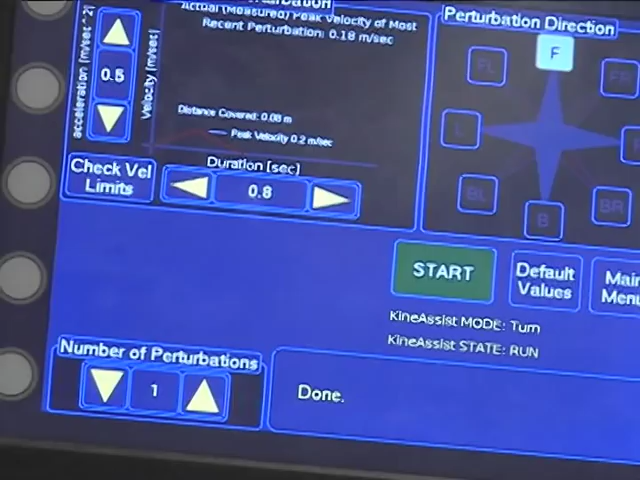 Actual (Measured) Peak Velocity of Most
Recent Perturbation: 0.18 m/sec
acceleration [m/sec^2]
0.5
Velocity [m/sec]
Distance Covered: 0.08 m
Peak Velocity 0.2 m/sec
Duration [sec]
0.8
Check Vel
Limits
Perturbation Direction
F
FL
FR
L
BL
B
BR
START
Default
Values
Main
Menu
KineAssist MODE: Turn
KineAssist STATE: RUN
Number of Perturbations
1
Done.